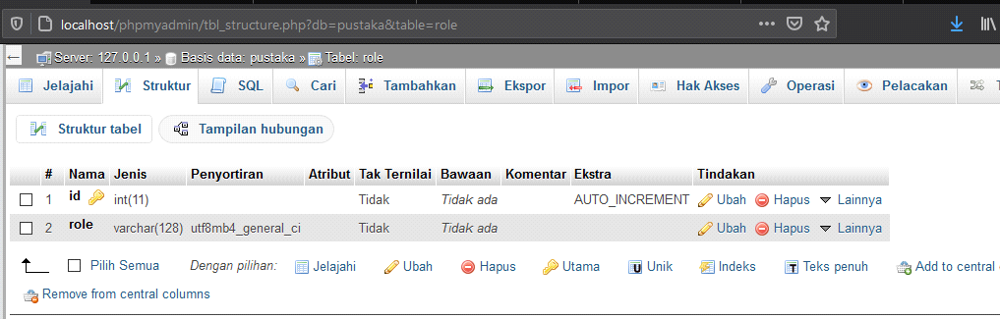 localhost/phpmyadmin/tbl_structure.php?db=pustaka&table=role
Server: 127.0.0.1 » Basis data: pustaka » Tabel: role
Jelajahi Struktur SQL Cari Tambahkan Ekspor Impor Hak Akses Operasi Pelacakan T
Struktur tabel Tampilan hubungan
# Nama Jenis Penyortiran Atribut Tak Ternilai Bawaan Komentar Ekstra Tindakan
1 id int(11) Tidak Tidak ada AUTO_INCREMENT Ubah Hapus Lainnya
2 role varchar(128) utf8mb4_general_ci Tidak Tidak ada Ubah Hapus Lainnya
Pilih Semua Dengan pilihan: Jelajahi Ubah Hapus Utama Unik Indeks Teks penuh Add to central
Remove from central columns